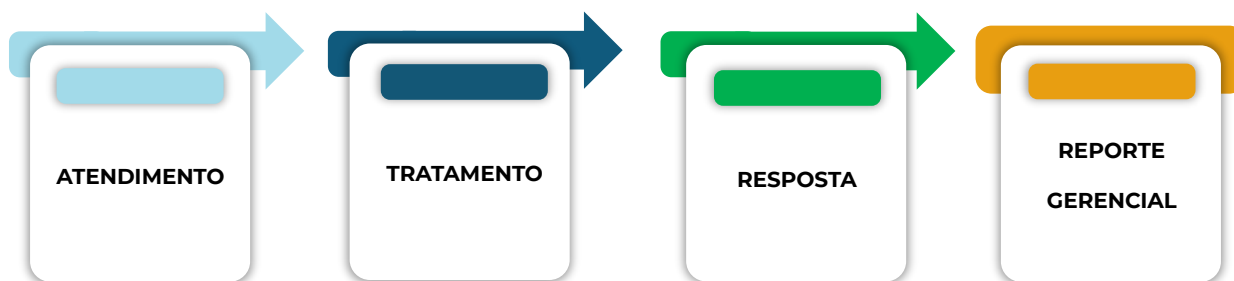 ATENDIMENTO
TRATAMENTO
RESPOSTA
REPORTE
GERENCIAL